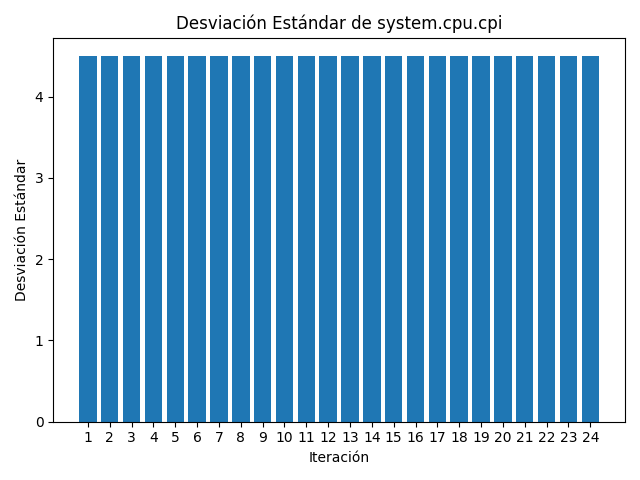 Desviación Estándar de system.cpu.cpi
Desviación Estándar
4
3
2
1
0
1 2 3 4 5 6 7 8 9 10 11 12 13 14 15 16 17 18 19 20 21 22 23 24
Iteración